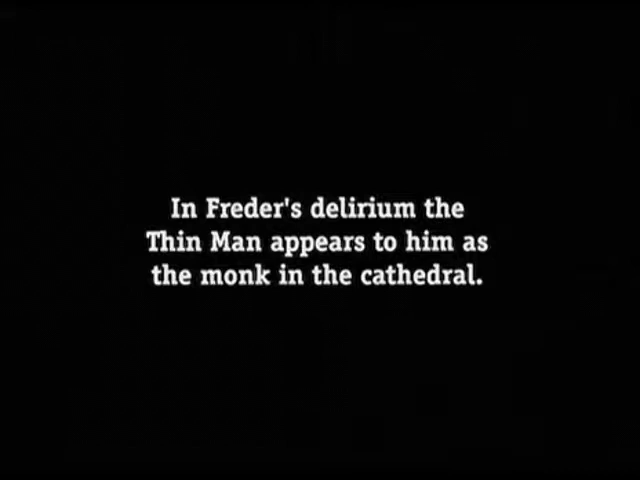 In Freder's delirium the
Thin Man appears to him as
the monk in the cathedral.